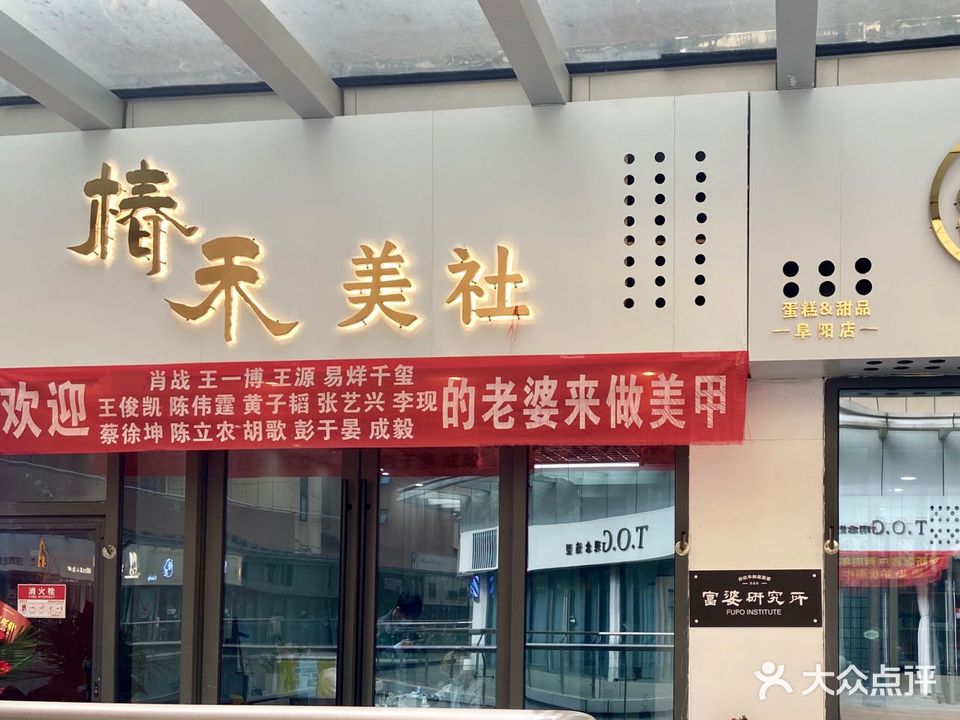 椿禾美社
蛋糕&甜品
阜阳店
欢迎
肖战 王一博 王源 易烊千玺
王俊凯 陈伟霆 黄子韬 张艺兴 李现
蔡徐坤 陈立农 胡歌 彭于晏 成毅
的老婆来做美甲
T.O.G
消火栓
FIRE HYDRANT
富婆研究所
FUPO INSTITUTE
大众点评